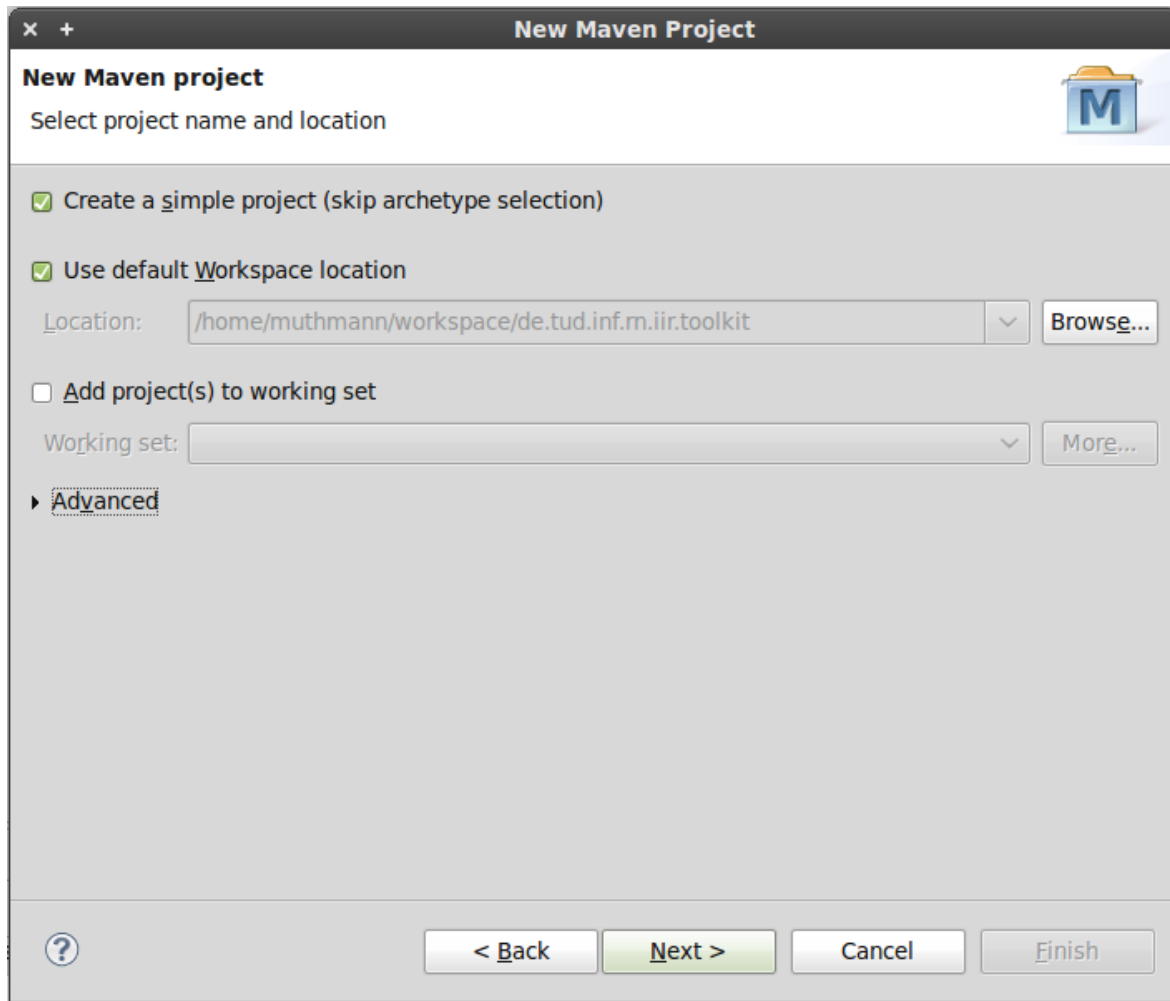 New Maven Project
New Maven project
Select project name and location
M
Create a simple project (skip archetype selection)
Use default Workspace location
Location: /home/muthmann/workspace/de.tud.inf.rn.iir.toolkit Browse...
Add project(s) to working set
Working set: More...
Advanced
? < Back Next > Cancel Finish